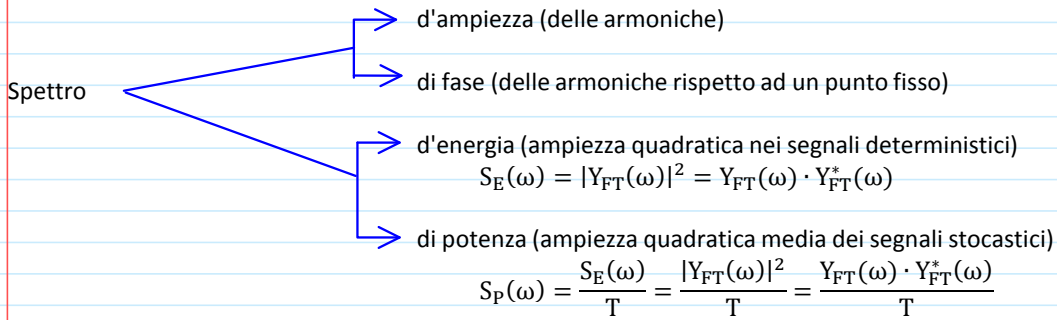 d'ampiezza (delle armoniche)
di fase (delle armoniche rispetto ad un punto fisso)
Spettro
d'energia (ampiezza quadratica nei segnali deterministici)
S_E(ω) = |Y_FT(ω)|² = Y_FT(ω) · Y*_FT(ω)
di potenza (ampiezza quadratica media dei segnali stocastici)
S_P(ω) = S_E(ω)/T = |Y_FT(ω)|²/T = Y_FT(ω) · Y*_FT(ω)/T